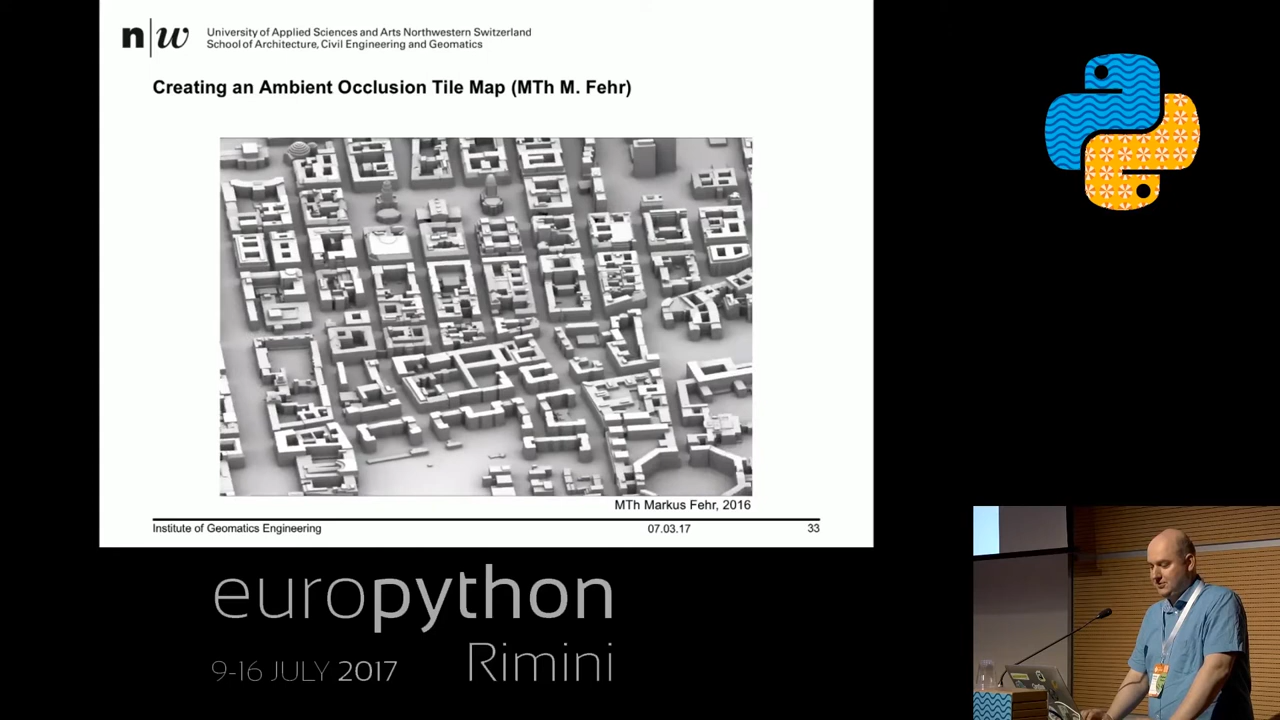 n|w
University of Applied Sciences and Arts Northwestern Switzerland
School of Architecture, Civil Engineering and Geomatics
Creating an Ambient Occlusion Tile Map (MTh M. Fehr)
MTh Markus Fehr, 2016
Institute of Geomatics Engineering 07.03.17 33
europython
9-16 JULY 2017 Rimini